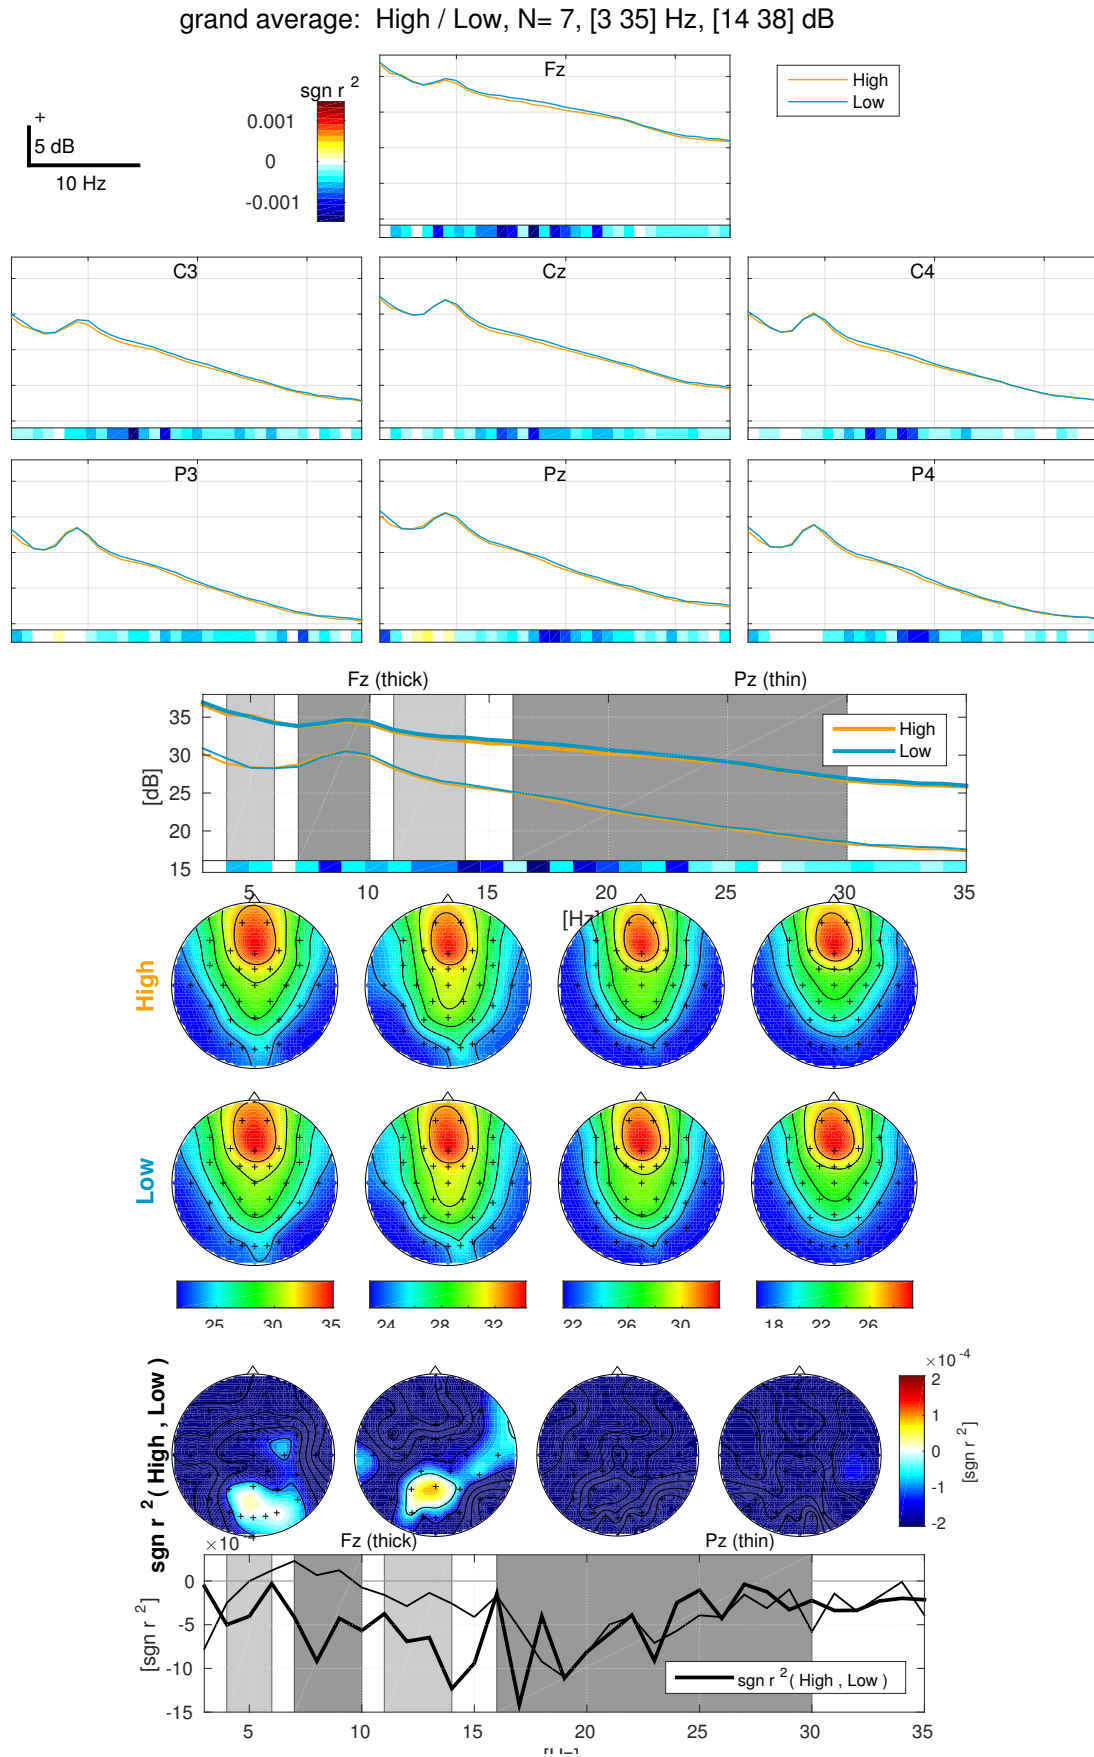 grand average:  High / Low, N= 7, [3 35] Hz, [14 38] dB
Fz
sgn r 2
High
Low
+
0.001
5 dB
0
10 Hz
-0.001
C3
Cz
C4
P3
Pz
P4
Fz (thick)
Pz (thin)
35
30
25
20
15
[dB]
High
Low
5
10
15
20
25
30
35
[Hz]
High
Low
25
30
35
24
28
32
22
26
30
18
22
26
sgn r 2 ( High , Low )
×10 -4
2
1
0
-1
-2
[sgn r 2]
Fz (thick)
Pz (thin)
0
-5
-10
-15
[sgn r 2]
sgn r 2 ( High , Low )
5
10
15
20
25
30
35